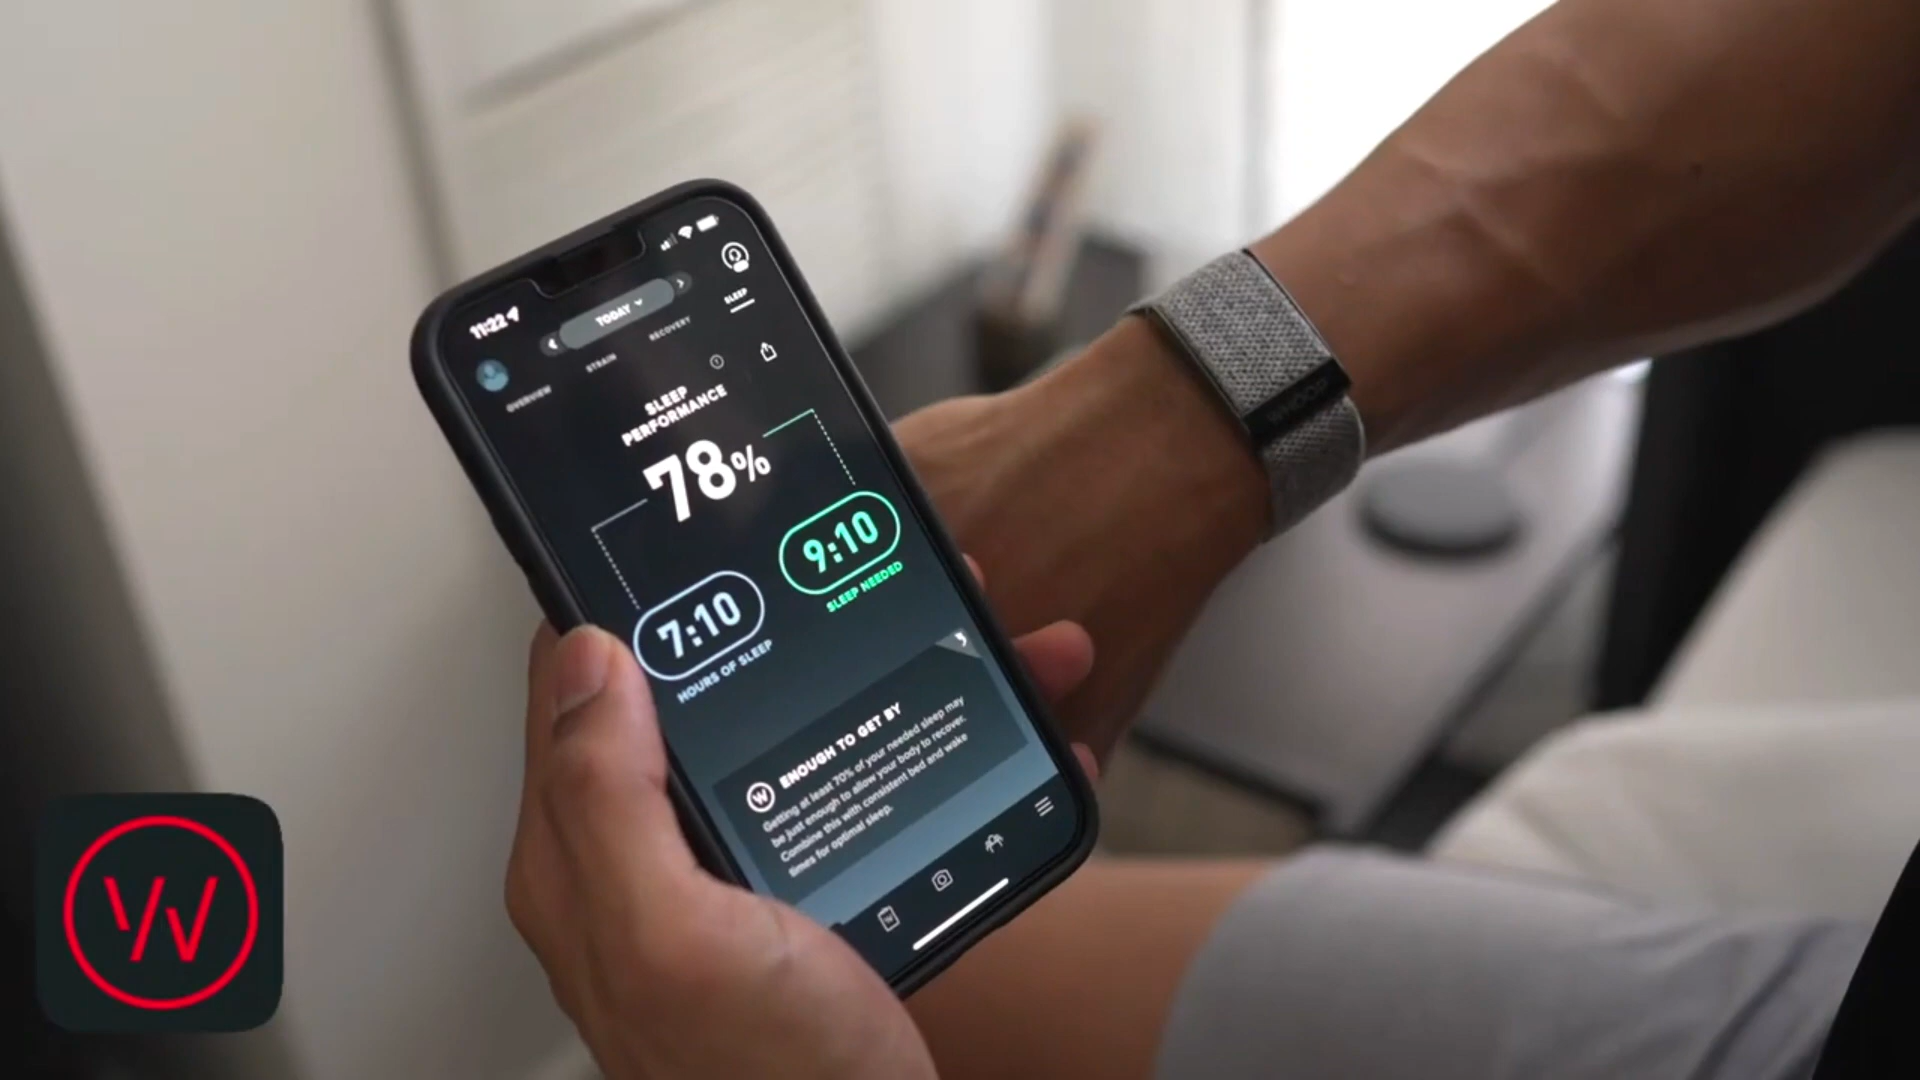 11:22
TODAY
OVERVIEW
STRAIN
RECOVERY
SLEEP
SLEEP
PERFORMANCE
78%
9:10
SLEEP NEEDED
7:10
HOURS OF SLEEP
W
ENOUGH TO GET BY
Getting at least 70% of your needed sleep may
be just enough to allow your body to recover.
Combine this with consistent bed and wake
times for optimal sleep.
WHOOP
W